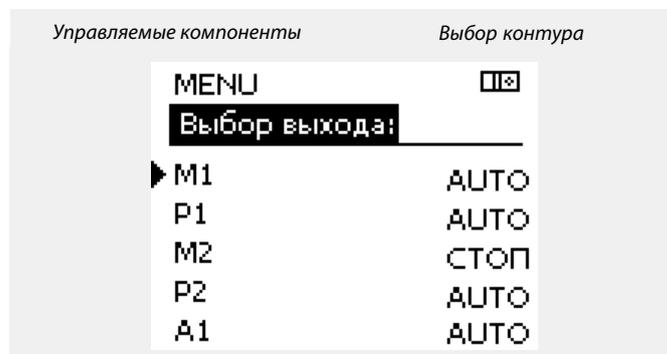 Управляемые компоненты Выбор контура
MENU
Выбор выхода:
M1 AUTO
P1 AUTO
M2 СТОП
P2 AUTO
A1 AUTO